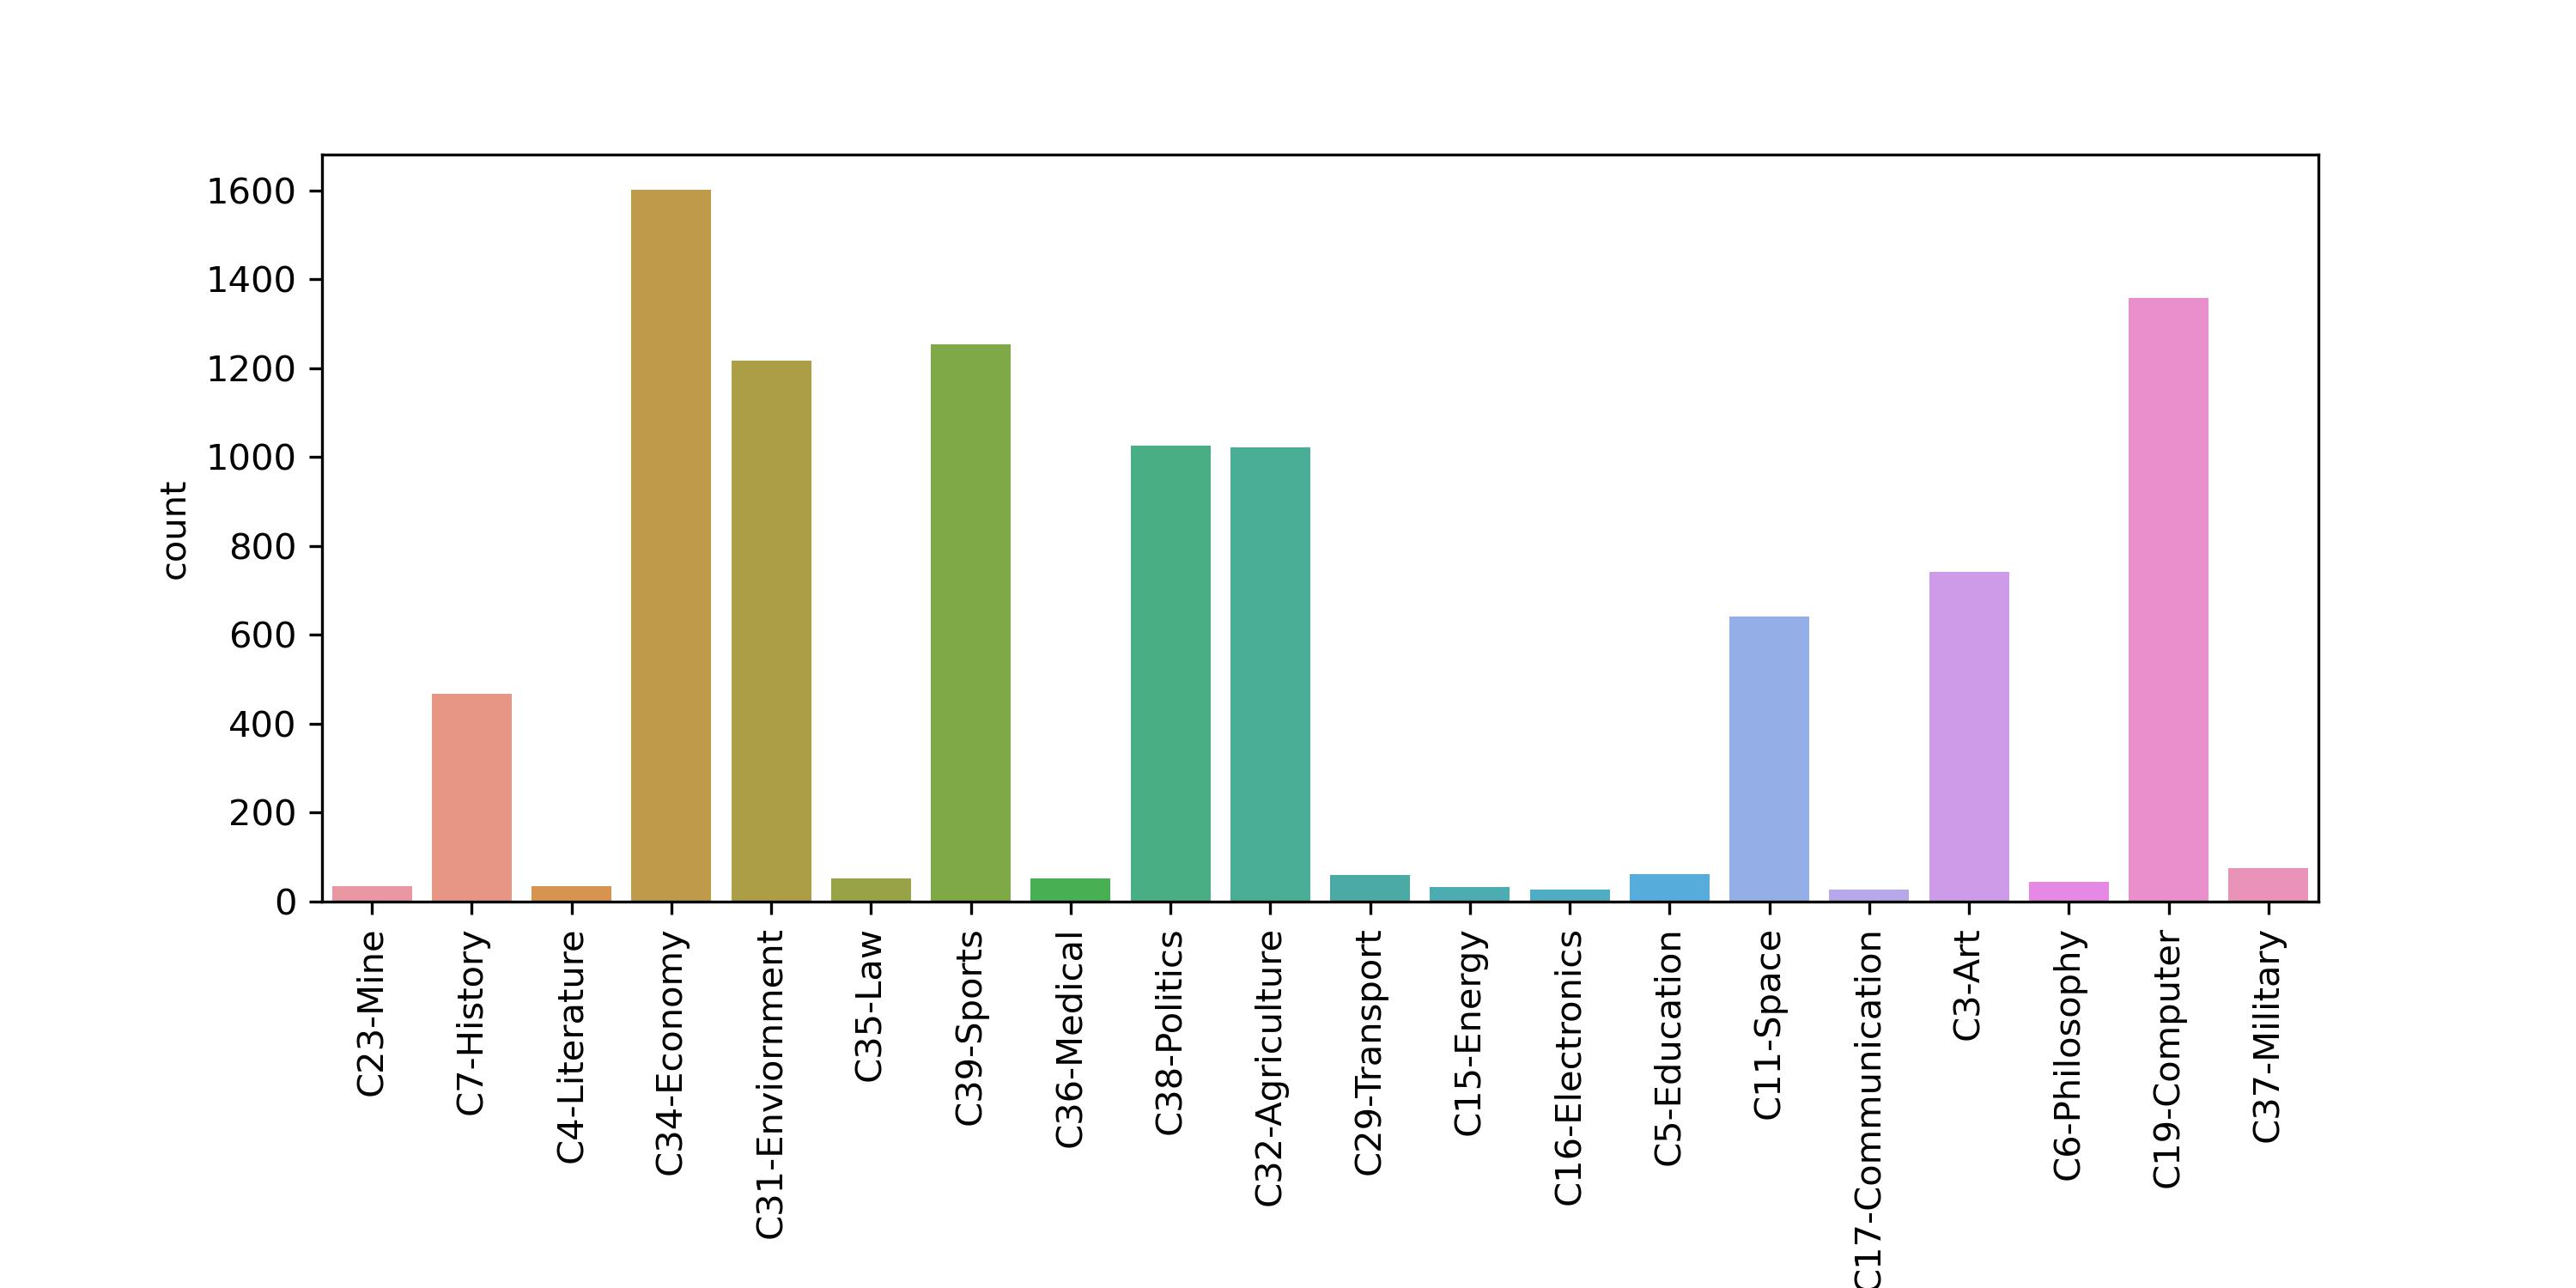 1600
1400
1200
1000
800
600
400
200
0
count
C23-Mine
C7-History
C4-Literature
C34-Economy
C31-Enviornment
C35-Law
C39-Sports
C36-Medical
C38-Politics
C32-Agriculture
C29-Transport
C15-Energy
C16-Electronics
C5-Education
C11-Space
C17-Communication
C3-Art
C6-Philosophy
C19-Computer
C37-Military